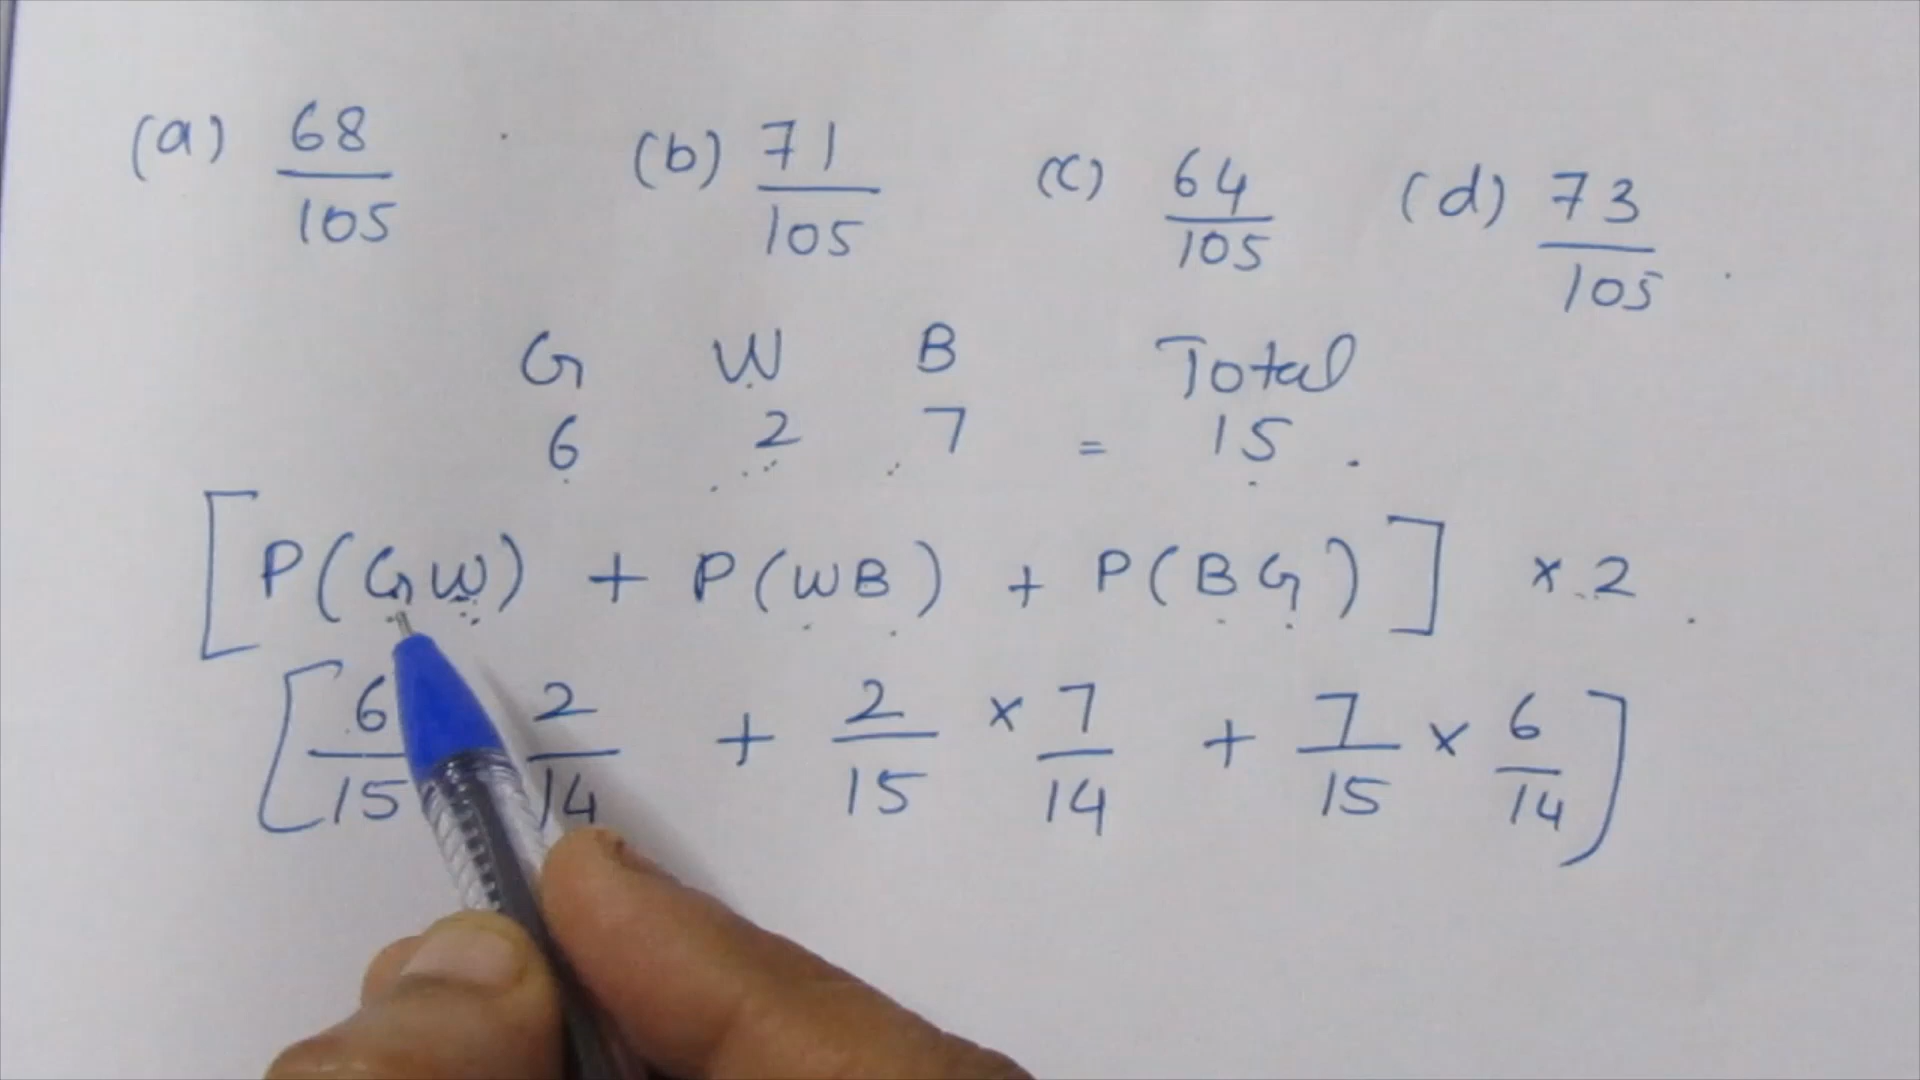 (a) 68/105 (b) 71/105 (c) 64/105 (d) 73/105
G W B Total
6 2 7 = 15
[P(GW) + P(WB) + P(BG)] × 2
[6/15 2/14 + 2/15 × 7/14 + 7/15 × 6/14]